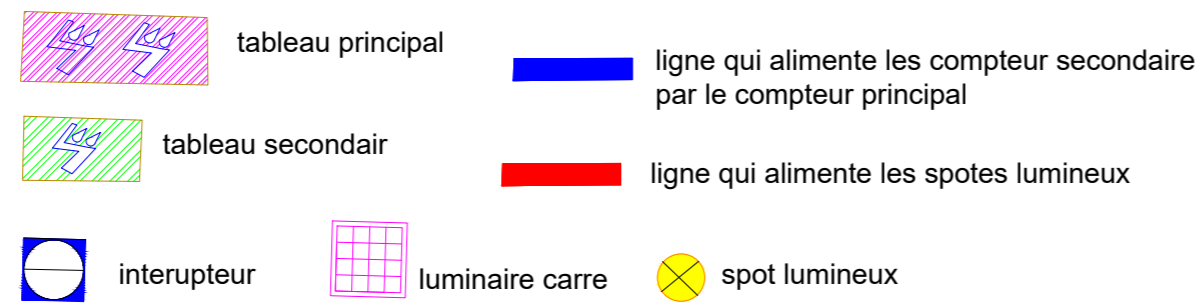 tableau principal
ligne qui alimente les compteur secondaire
par le compteur principal
tableau secondair
ligne qui alimente les spotes lumineux
interupteur
luminaire carre
spot lumineux